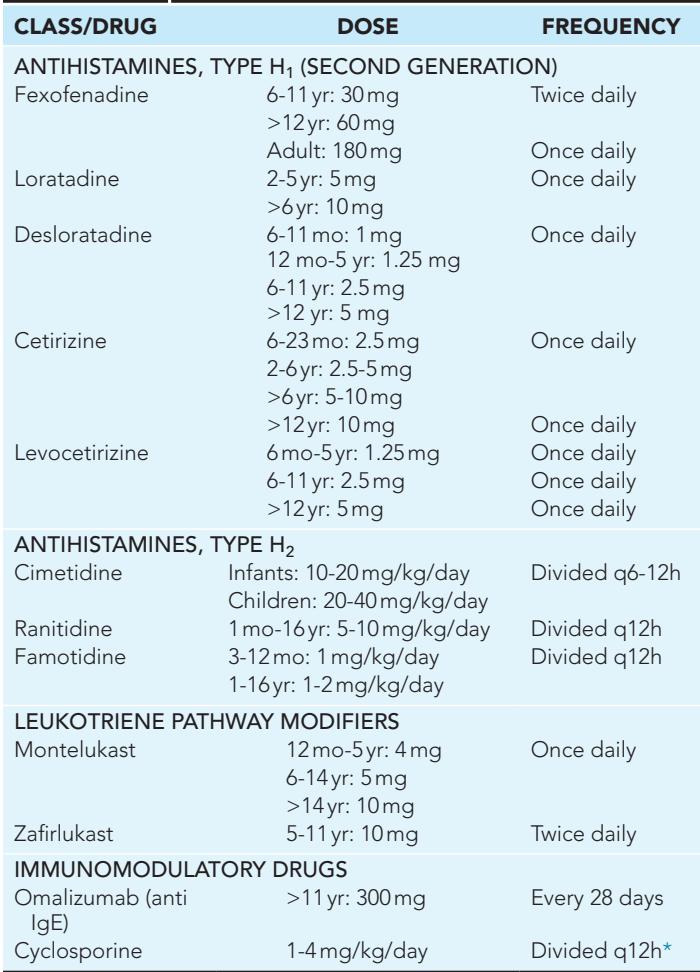 CLASS/DRUG DOSE FREQUENCY
ANTIHISTAMINES, TYPE H₁ (SECOND GENERATION)
Fexofenadine 6-11 yr: 30 mg Twice daily
>12 yr: 60 mg
Adult: 180 mg Once daily
Loratadine 2-5 yr: 5 mg Once daily
>6 yr: 10 mg
Desloratadine 6-11 mo: 1 mg Once daily
12 mo-5 yr: 1.25 mg
6-11 yr: 2.5 mg
>12 yr: 5 mg
Cetirizine 6-23 mo: 2.5 mg Once daily
2-6 yr: 2.5-5 mg
>6 yr: 5-10 mg
>12 yr: 10 mg Once daily
Levocetirizine 6 mo-5 yr: 1.25 mg Once daily
6-11 yr: 2.5 mg Once daily
>12 yr: 5 mg Once daily
ANTIHISTAMINES, TYPE H₂
Cimetidine Infants: 10-20 mg/kg/day Divided q6-12h
Children: 20-40 mg/kg/day
Ranitidine 1 mo-16 yr: 5-10 mg/kg/day Divided q12h
Famotidine 3-12 mo: 1 mg/kg/day Divided q12h
1-16 yr: 1-2 mg/kg/day
LEUKOTRIENE PATHWAY MODIFIERS
Montelukast 12 mo-5 yr: 4 mg Once daily
6-14 yr: 5 mg
>14 yr: 10 mg
Zafirlukast 5-11 yr: 10 mg Twice daily
IMMUNOMODULATORY DRUGS
Omalizumab (anti >11 yr: 300 mg Every 28 days
IgE)
Cyclosporine 1-4 mg/kg/day Divided q12h*